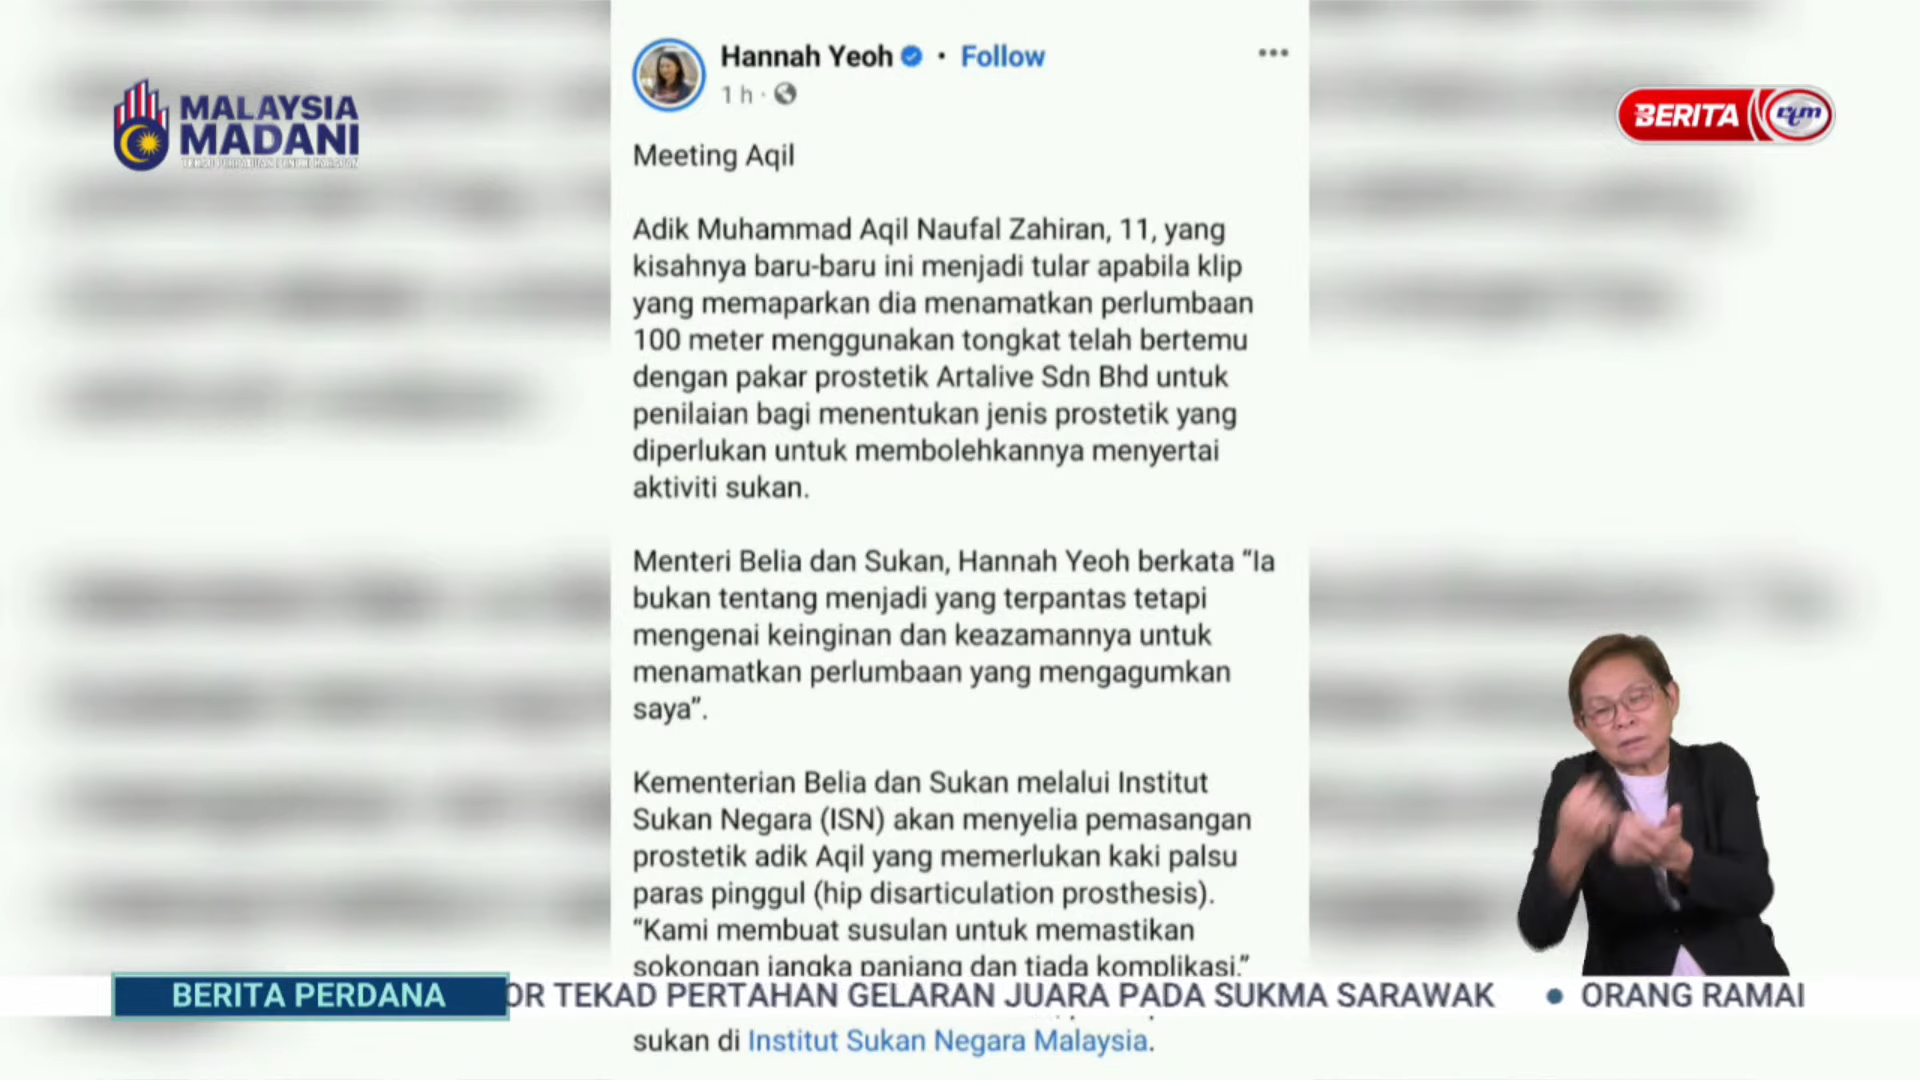 Hannah Yeoh • Follow
1 h ·
Meeting Aqil
Adik Muhammad Aqil Naufal Zahiran, 11, yang
kisahnya baru-baru ini menjadi tular apabila klip
yang memaparkan dia menamatkan perlumbaan
100 meter menggunakan tongkat telah bertemu
dengan pakar prostetik Artalive Sdn Bhd untuk
penilaian bagi menentukan jenis prostetik yang
diperlukan untuk membolehkannya menyertai
aktiviti sukan.
Menteri Belia dan Sukan, Hannah Yeoh berkata “Ia
bukan tentang menjadi yang terpantas tetapi
mengenai keinginan dan keazamannya untuk
menamatkan perlumbaan yang mengagumkan
saya”.
Kementerian Belia dan Sukan melalui Institut
Sukan Negara (ISN) akan menyelia pemasangan
prostetik adik Aqil yang memerlukan kaki palsu
paras pinggul (hip disarticulation prosthesis).
“Kami membuat susulan untuk memastikan
sokongan jangka panjang dan tiada komplikasi.”
sukan di Institut Sukan Negara Malaysia.
MALAYSIA
MADANI
BERITA rtm
BERITA PERDANA
OR TEKAD PERTAHAN GELARAN JUARA PADA SUKMA SARAWAK • ORANG RAMAI